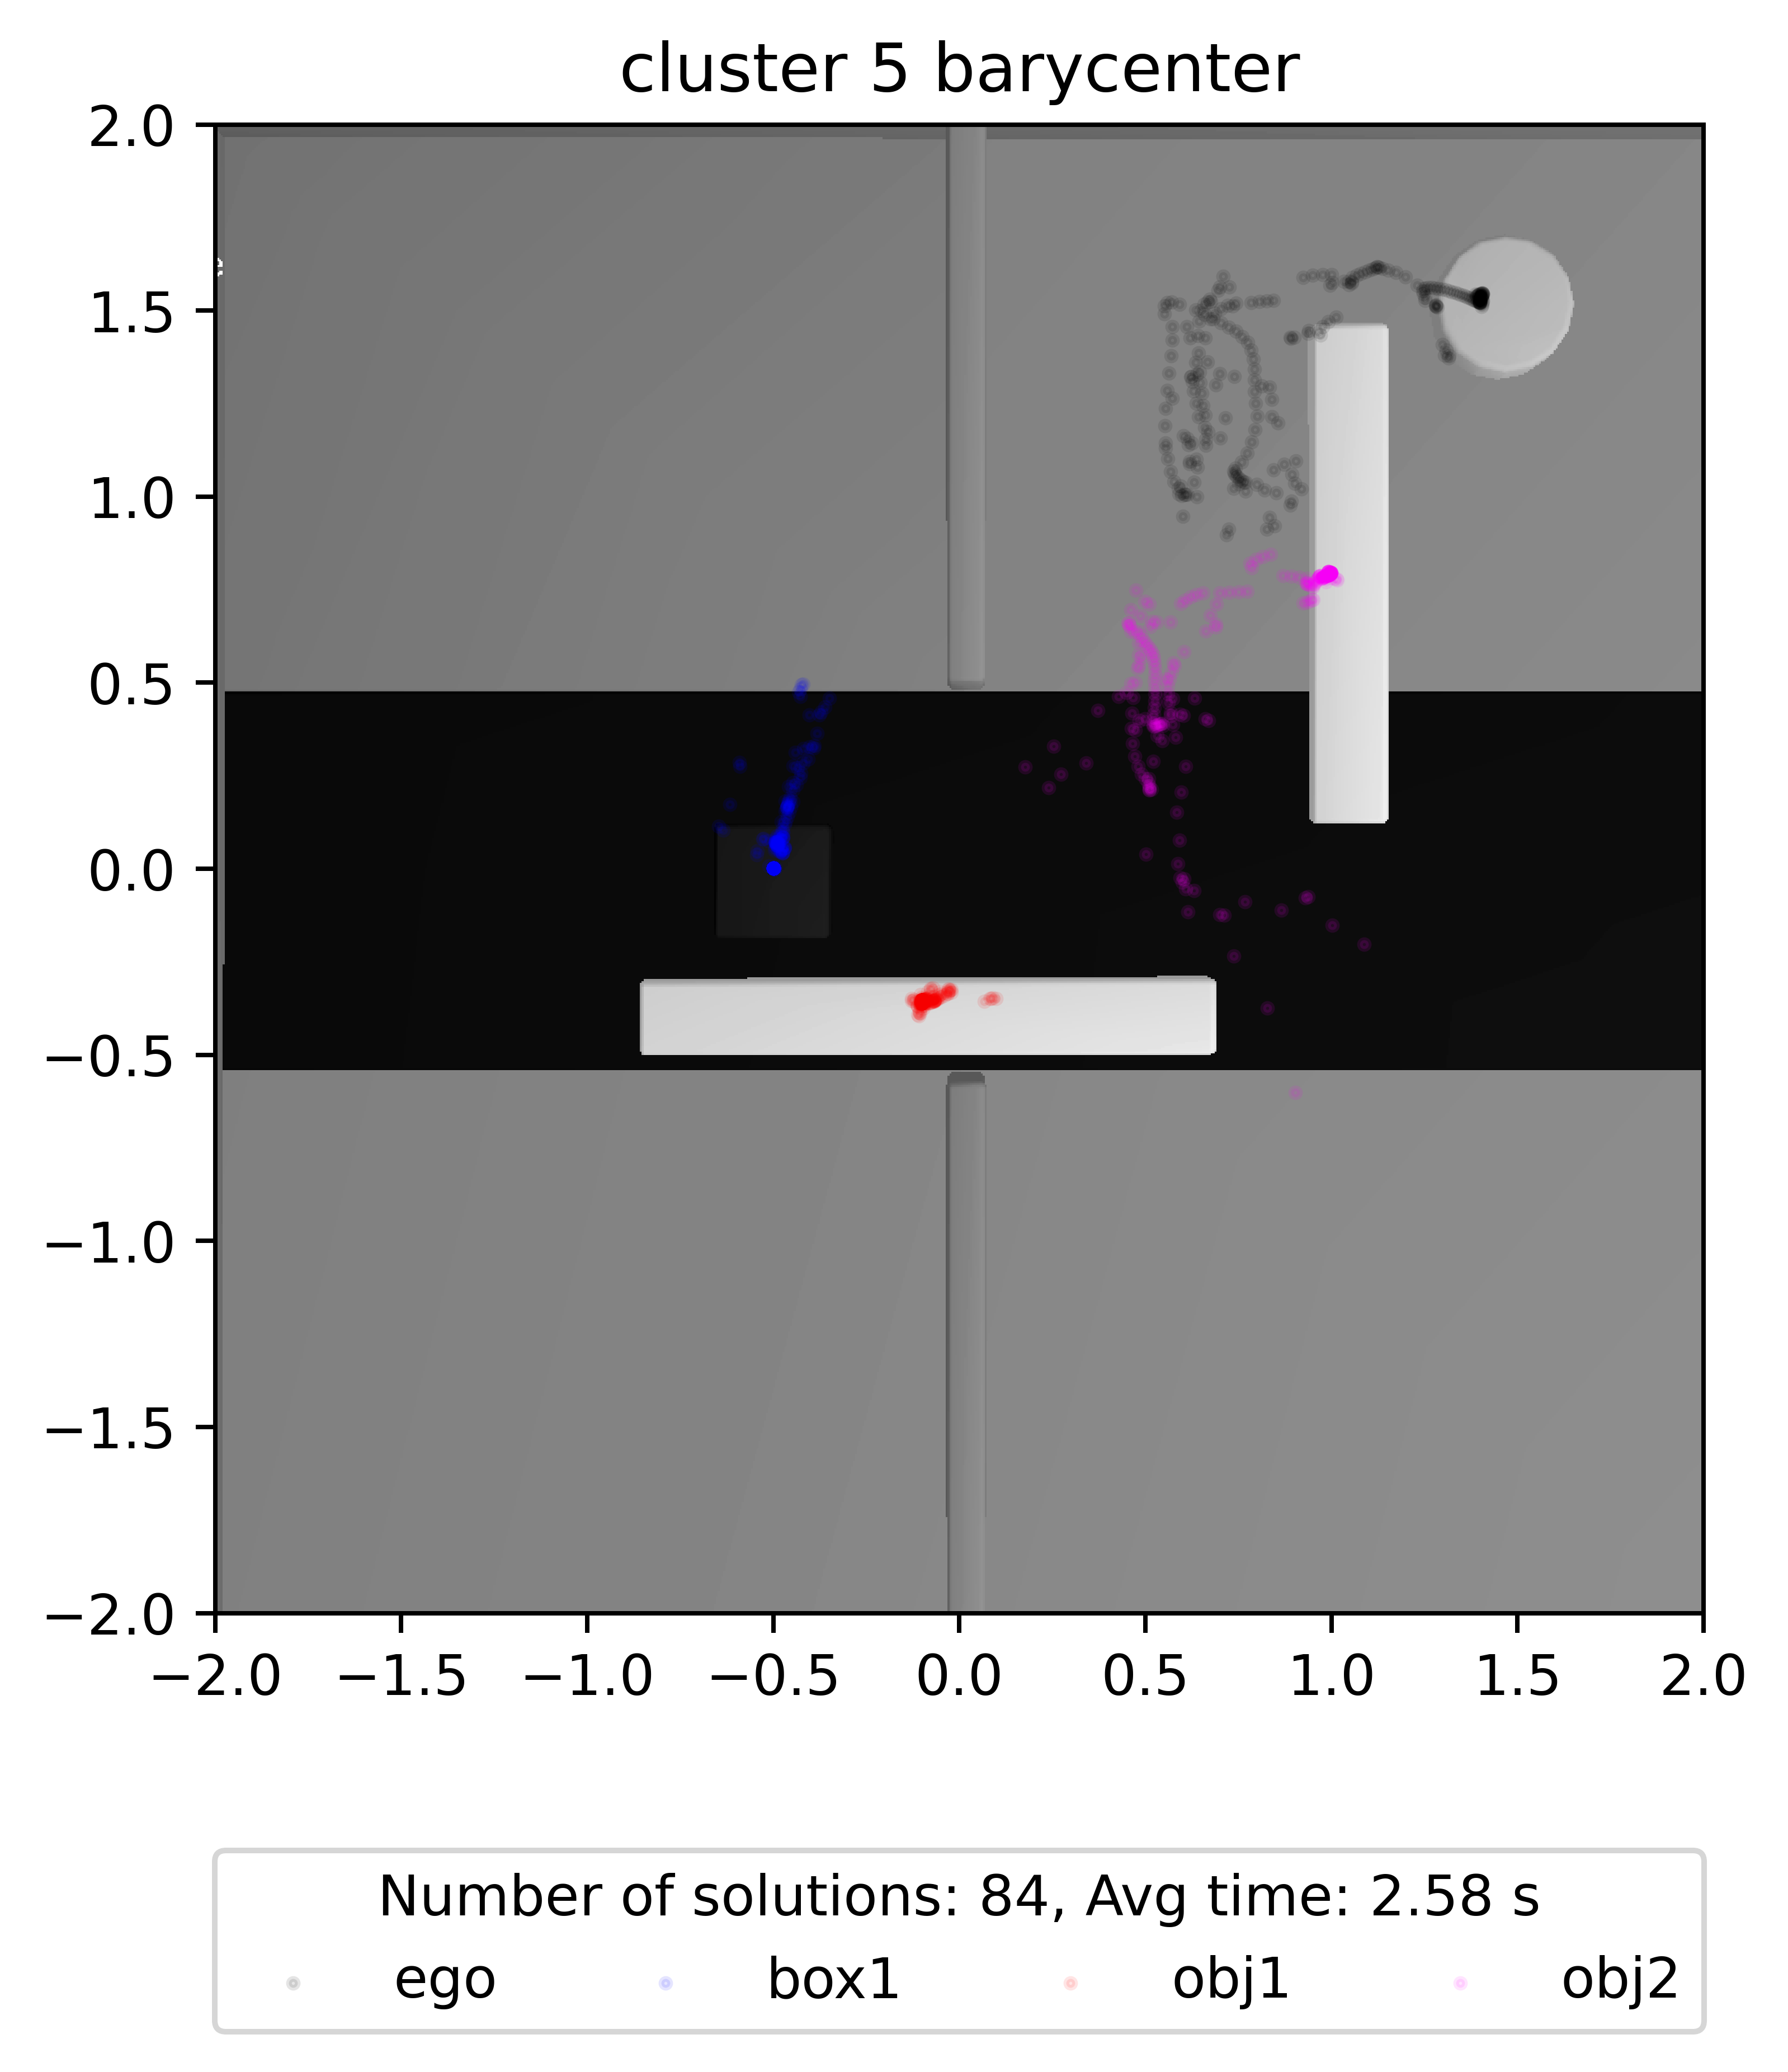 cluster 5 barycenter
2.0
1.5
1.0
0.5
0.0
−0.5
−1.0
−1.5
−2.0
−2.0 −1.5 −1.0 −0.5 0.0 0.5 1.0 1.5 2.0
Number of solutions: 84, Avg time: 2.58 s
ego box1 obj1 obj2